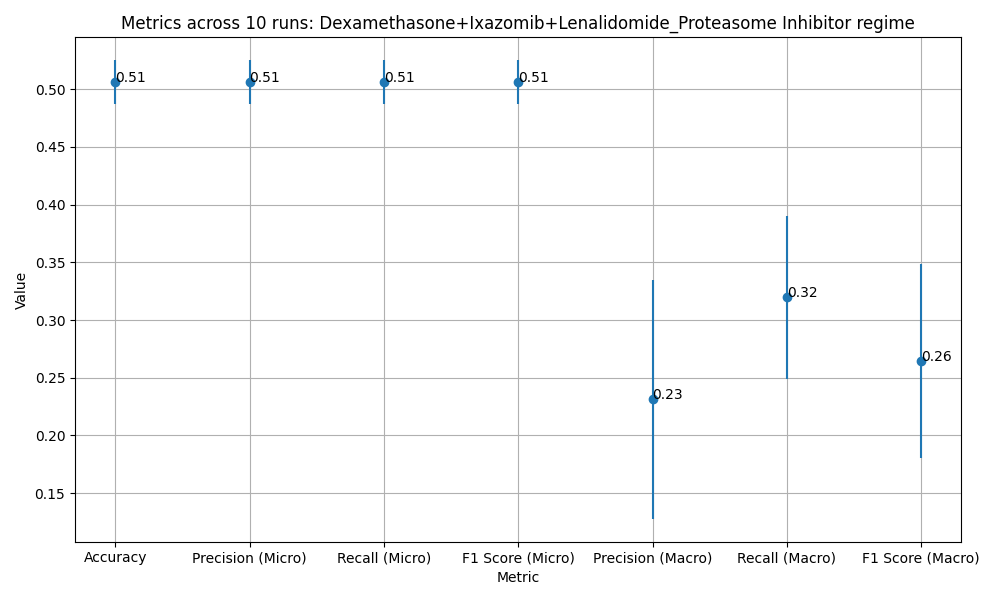 Metrics across 10 runs: Dexamethasone+Ixazomib+Lenalidomide_Proteasome Inhibitor regime
0.50
0.45
0.40
0.35
0.30
0.25
0.20
0.15
Value
0.51
0.51
0.51
0.51
0.23
0.32
0.26
Accuracy
Precision (Micro)
Recall (Micro)
F1 Score (Micro)
Precision (Macro)
Recall (Macro)
F1 Score (Macro)
Metric